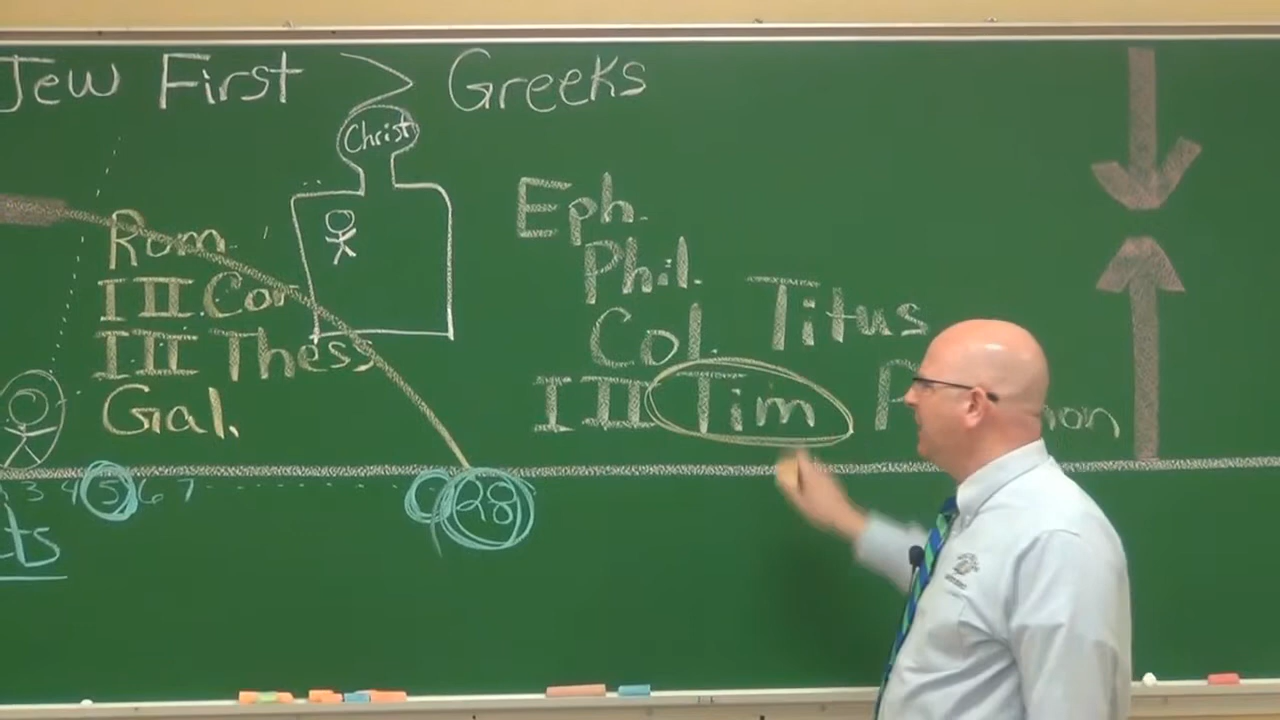 Jew First > Greeks
Christ
Rom
I II Cor
I II Thess
Gal.
Eph.
Phil.
Col.
I II Tim
Titus
3 4 5 6 7 - - - - - - - - - 28